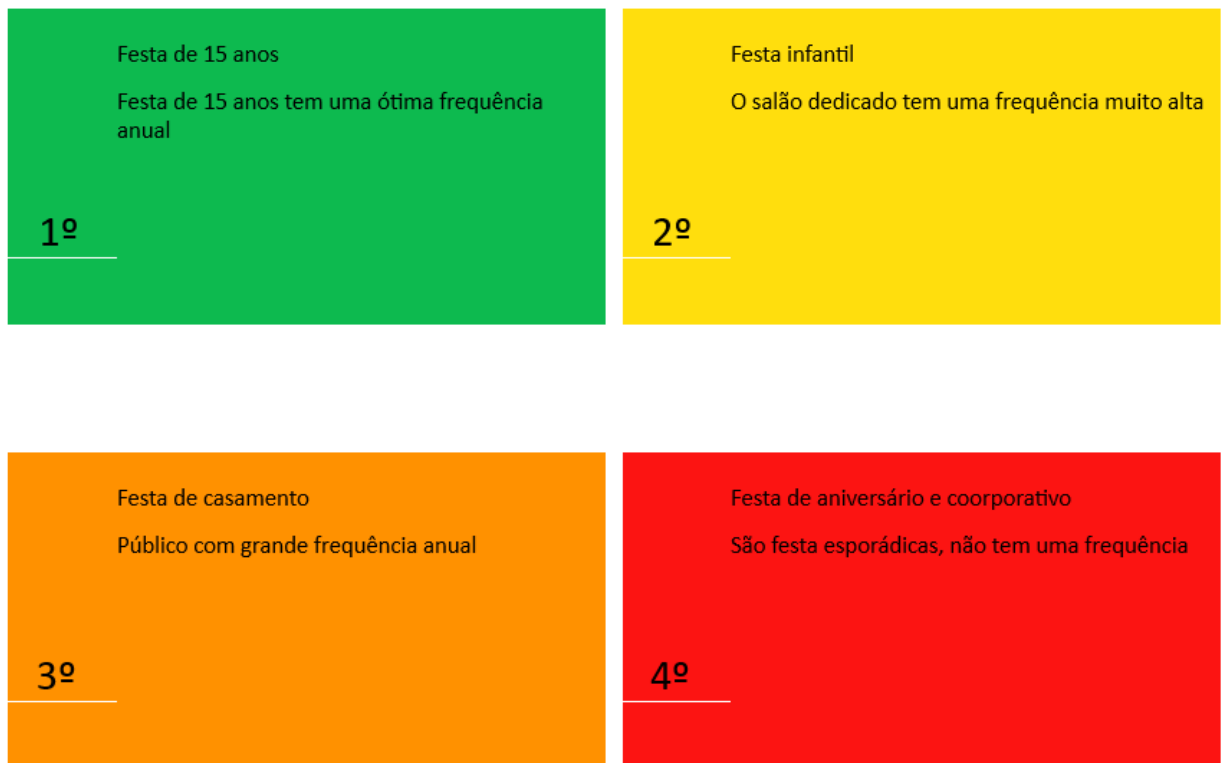 Festa de 15 anos
Festa de 15 anos tem uma ótima frequência
anual
1º
Festa infantil
O salão dedicado tem uma frequência muito alta
2º
Festa de casamento
Público com grande frequência anual
3º
Festa de aniversário e coorporativo
São festa esporádicas, não tem uma frequência
4º